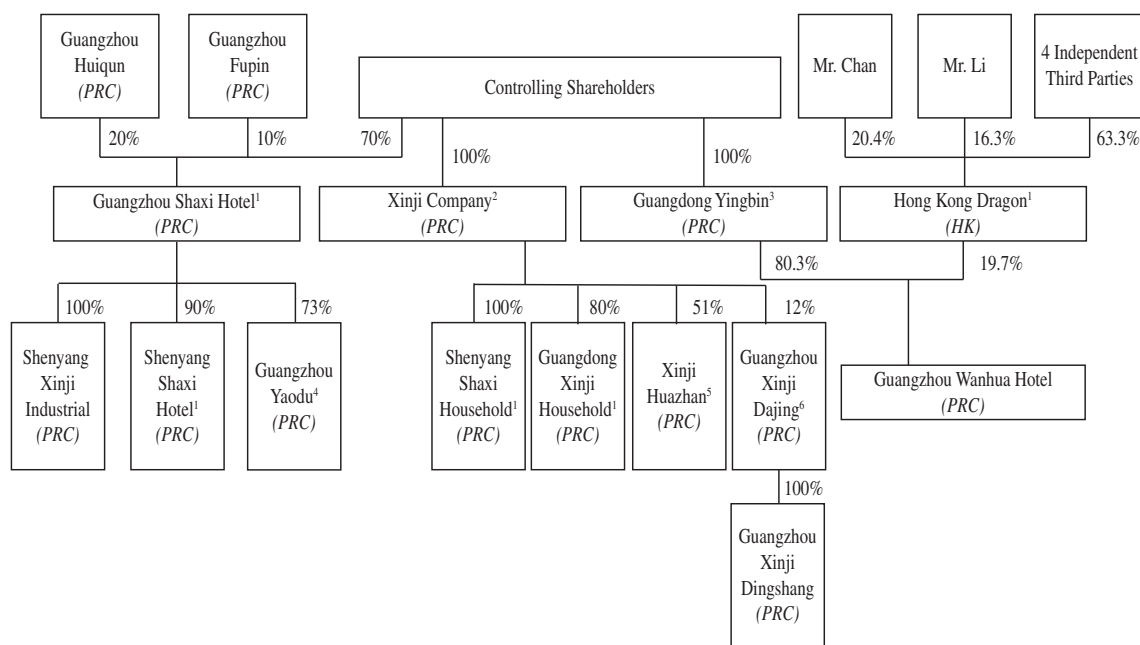 Guangzhou
Huiqun
(PRC)
Guangzhou
Fupin
(PRC)
Controlling Shareholders
Mr. Chan
Mr. Li
4 Independent
Third Parties
20%
10%
70%
100%
100%
20.4%
16.3%
63.3%
Guangzhou Shaxi Hotel¹
(PRC)
Xinji Company²
(PRC)
Guangdong Yingbin³
(PRC)
Hong Kong Dragon¹
(HK)
80.3%
19.7%
100%
90%
73%
100%
80%
51%
12%
Shenyang
Xinji
Industrial
(PRC)
Shenyang
Shaxi
Hotel¹
(PRC)
Guangzhou
Yaodu⁴
(PRC)
Shenyang
Shaxi
Household¹
(PRC)
Guangdong
Xinji
Household¹
(PRC)
Xinji
Huazhan⁵
(PRC)
Guangzhou
Xinji
Dajing⁶
(PRC)
Guangzhou Wanhua Hotel
(PRC)
100%
Guangzhou
Xinji
Dingshang
(PRC)